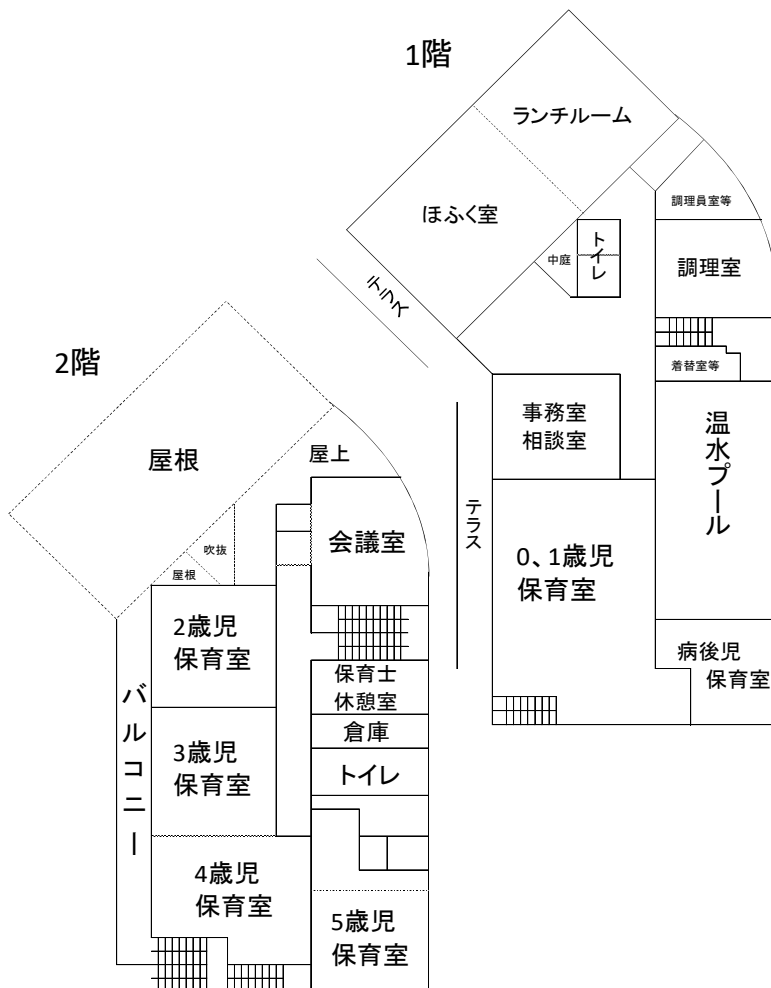 1階
ランチルーム
ほふく室
調理員室等
トイレ
中庭
調理室
テラス
着替室等
事務室
相談室
温水プール
テラス
0、1歳児
保育室
病後児
保育室
2階
屋根
屋上
会議室
吹抜
屋根
2歳児
保育室
保育士
休憩室
バルコニー
倉庫
3歳児
保育室
トイレ
4歳児
保育室
5歳児
保育室